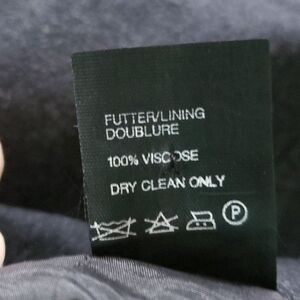 FUTTER/LINING
DOUBLURE
100% VISCOSE
DRY CLEAN ONLY
P